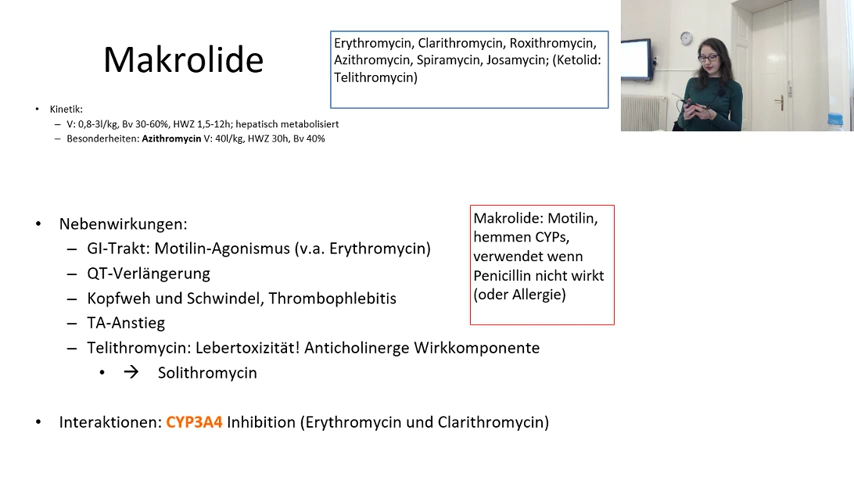 Makrolide
Erythromycin, Clarithromycin, Roxithromycin,
Azithromycin, Spiramycin, Josamycin; (Ketolid:
Telithromycin)
• Kinetik:
– V: 0,8-3l/kg, Bv 30-60%, HWZ 1,5-12h; hepatisch metabolisiert
– Besonderheiten: Azithromycin V: 40l/kg, HWZ 30h, Bv 40%
• Nebenwirkungen:
– GI-Trakt: Motilin-Agonismus (v.a. Erythromycin)
– QT-Verlängerung
– Kopfweh und Schwindel, Thrombophlebitis
– TA-Anstieg
– Telithromycin: Lebertoxizität! Anticholinerge Wirkkomponente
• → Solithromycin
Makrolide: Motilin,
hemmen CYPs,
verwendet wenn
Penicillin nicht wirkt
(oder Allergie)
• Interaktionen: CYP3A4 Inhibition (Erythromycin und Clarithromycin)